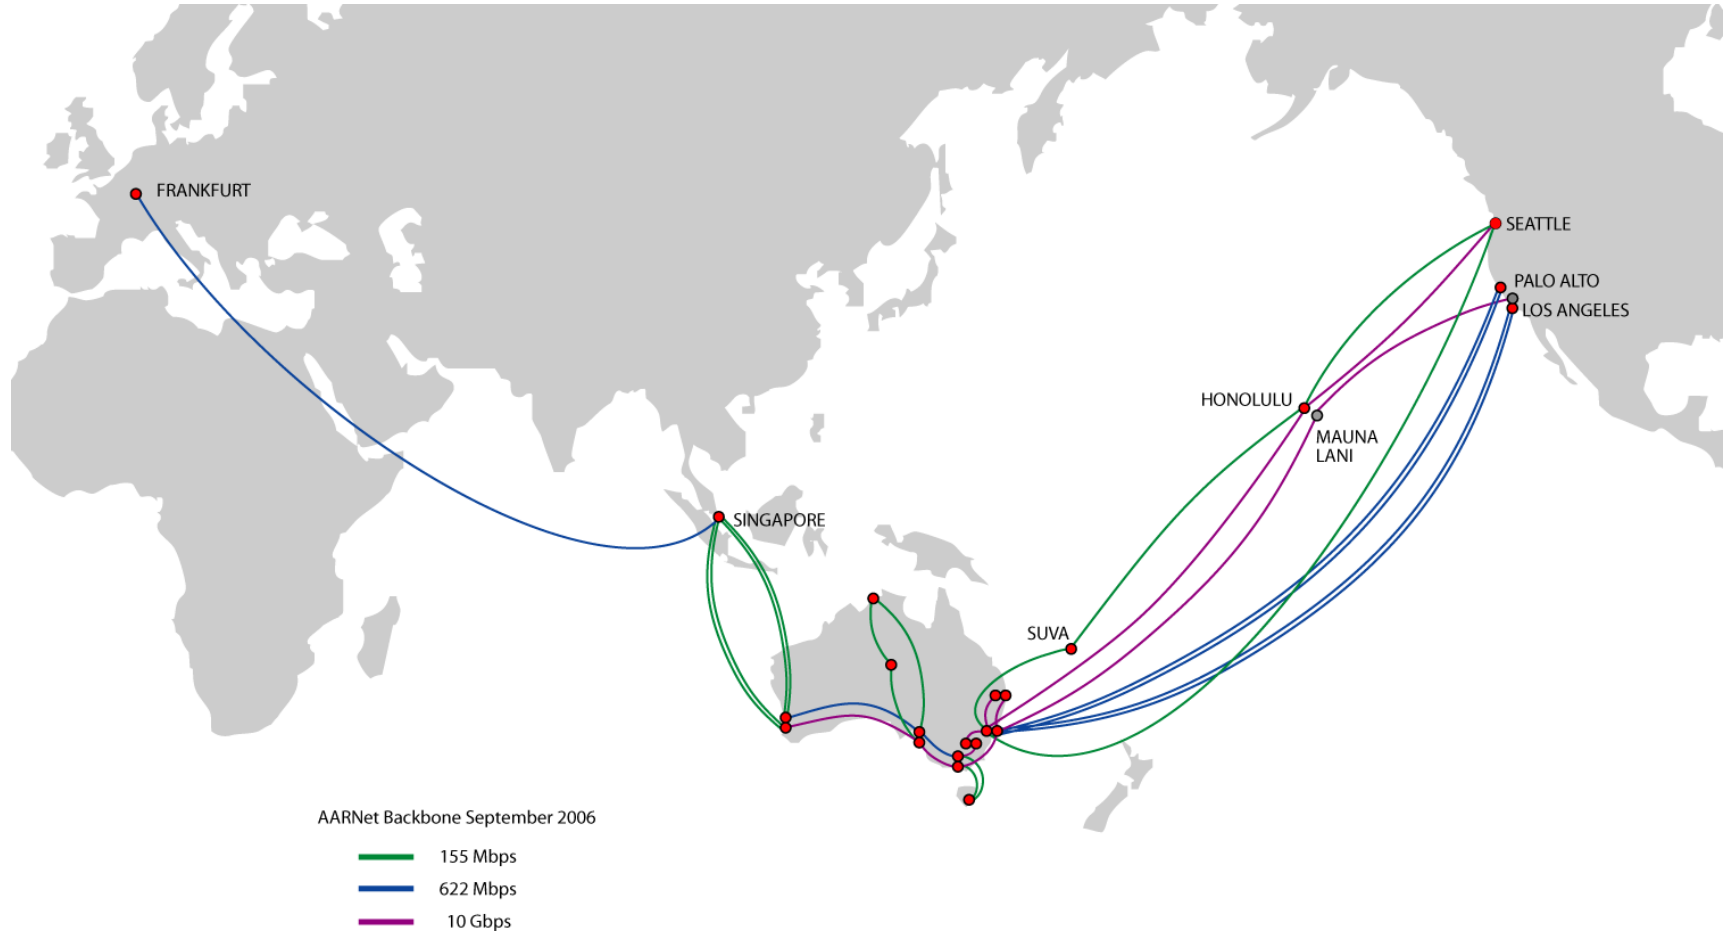 FRANKFURT
SEATTLE
PALO ALTO
LOS ANGELES
HONOLULU
MAUNA
LANI
SINGAPORE
SUVA
AARNet Backbone September 2006
155 Mbps
622 Mbps
10 Gbps